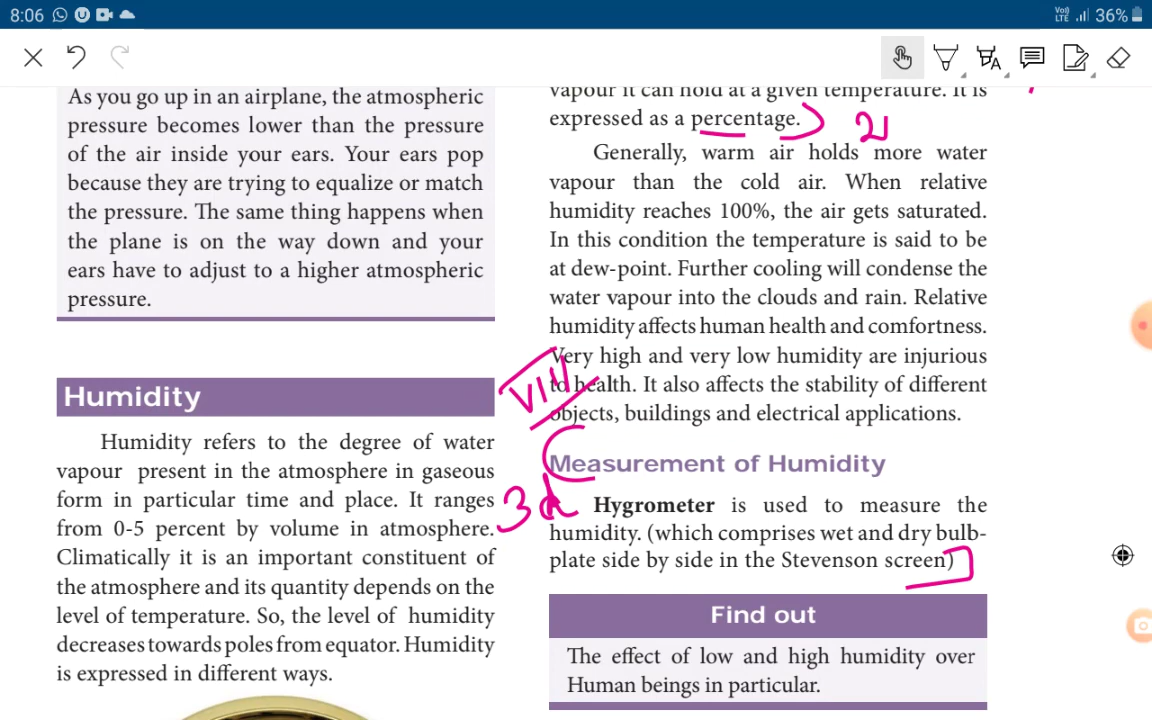 8:06
Vo)
LTE
36%
As you go up in an airplane, the atmospheric
pressure becomes lower than the pressure
of the air inside your ears. Your ears pop
because they are trying to equalize or match
the pressure. The same thing happens when
the plane is on the way down and your
ears have to adjust to a higher atmospheric
pressure.
Humidity
Humidity refers to the degree of water
vapour present in the atmosphere in gaseous
form in particular time and place. It ranges
from 0-5 percent by volume in atmosphere.
Climatically it is an important constituent of
the atmosphere and its quantity depends on the
level of temperature. So, the level of humidity
decreases towards poles from equator. Humidity
is expressed in different ways.
VIII
3d
vapour it can hold at a given temperature. It is
expressed as a percentage.
Generally, warm air holds more water
vapour than the cold air. When relative
humidity reaches 100%, the air gets saturated.
In this condition the temperature is said to be
at dew-point. Further cooling will condense the
water vapour into the clouds and rain. Relative
humidity affects human health and comfortness.
Very high and very low humidity are injurious
to health. It also affects the stability of different
objects, buildings and electrical applications.
Measurement of Humidity
Hygrometer is used to measure the
humidity. (which comprises wet and dry bulb-
plate side by side in the Stevenson screen)
Find out
The effect of low and high humidity over
Human beings in particular.